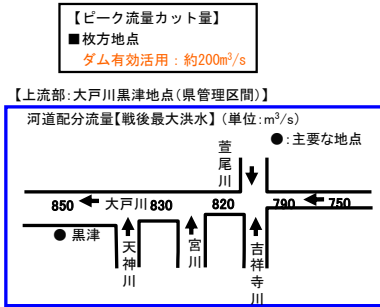 【ピーク流量カット量】
■枚方地点
ダム有効活用：約200m³/s
【上流部：大戸川黒津地点（県管理区間）】
河道配分流量【戦後最大洪水】（単位：m³/s）
●：主要な地点
萱尾川
850
大戸川
830
820
790
750
●黒津
天神川
宮川
吉祥寺川